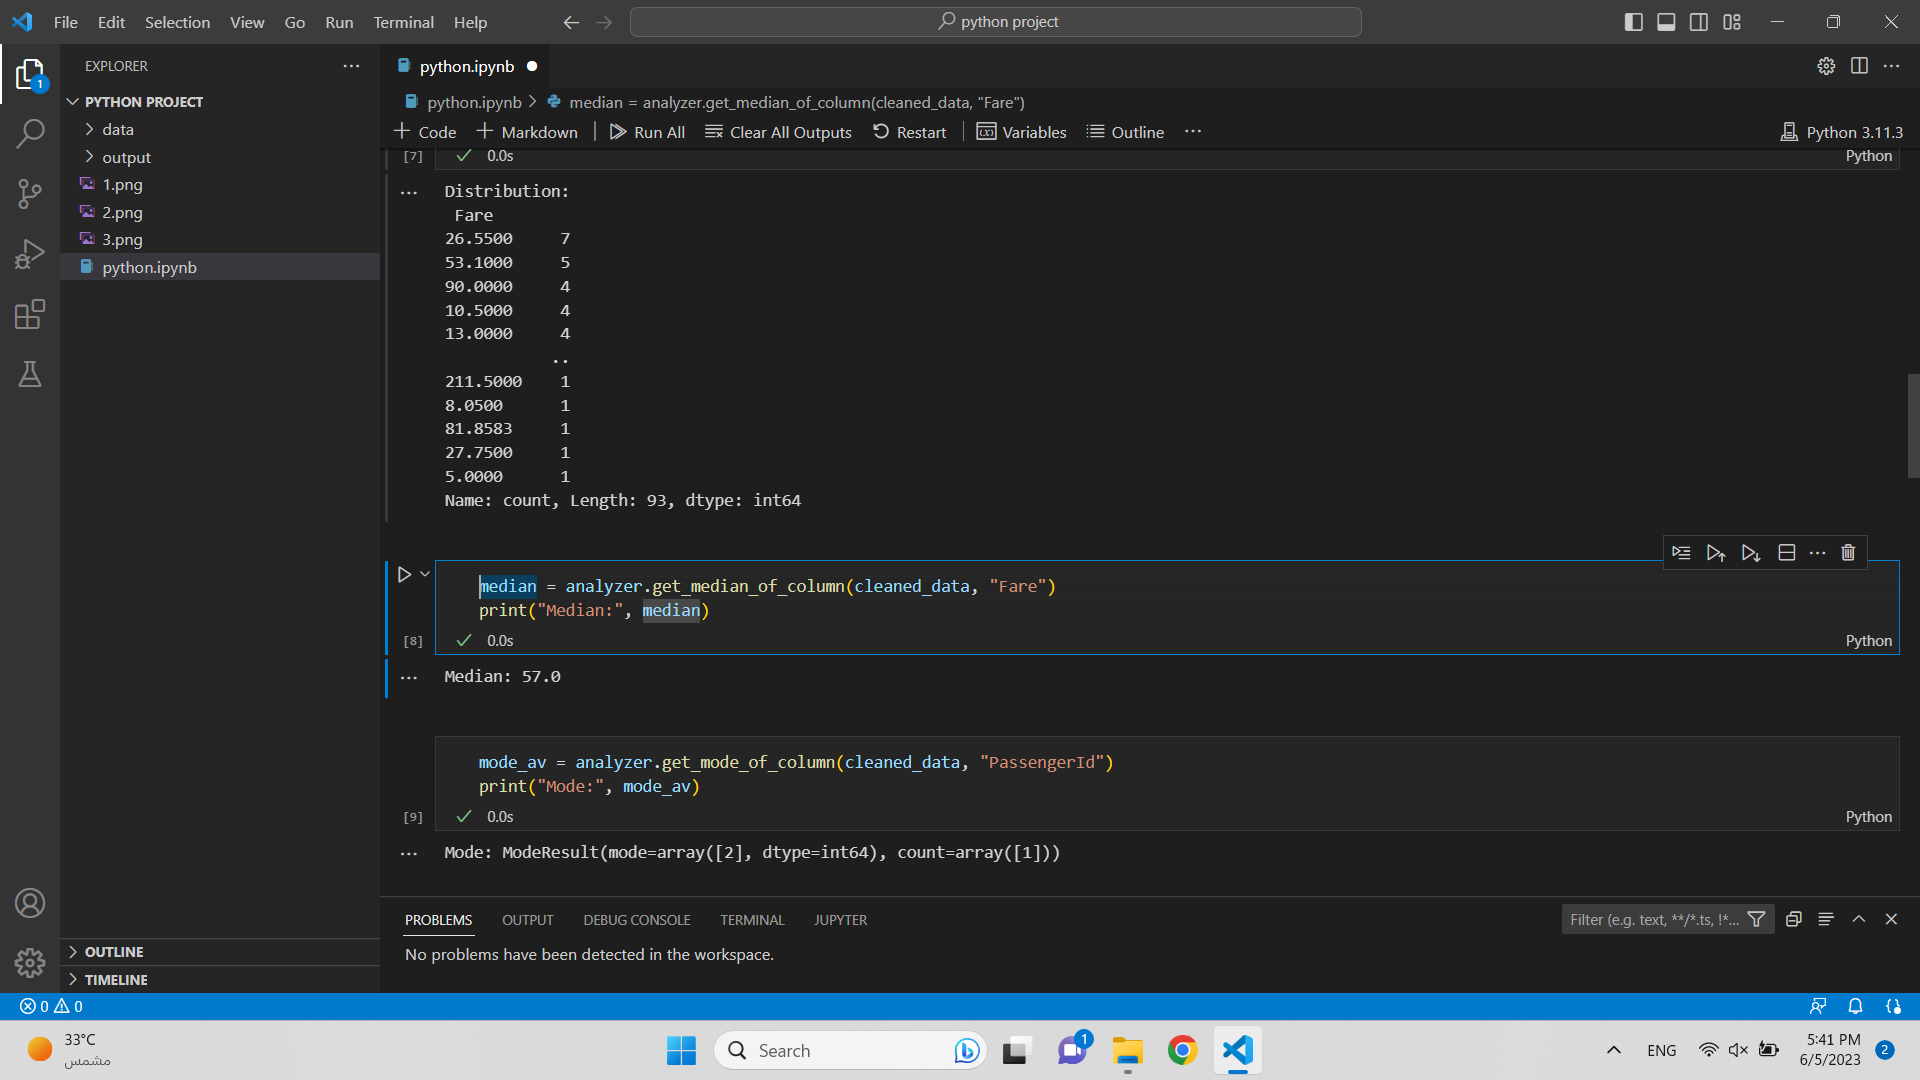 File Edit Selection View Go Run Terminal Help
python project
EXPLORER
1
PYTHON PROJECT
data
output
1.png
2.png
3.png
python.ipynb
OUTLINE
TIMELINE
python.ipynb
python.ipynb > median = analyzer.get_median_of_column(cleaned_data, "Fare")
+ Code + Markdown Run All Clear All Outputs Restart Variables Outline ... Python 3.11.3
[7] 0.0s Python
Distribution:
Fare
26.5500 7
53.1000 5
90.0000 4
10.5000 4
13.0000 4
..
211.5000 1
8.0500 1
81.8583 1
27.7500 1
5.0000 1
Name: count, Length: 93, dtype: int64
median = analyzer.get_median_of_column(cleaned_data, "Fare")
print("Median:", median)
[8] 0.0s Python
Median: 57.0
mode_av = analyzer.get_mode_of_column(cleaned_data, "PassengerId")
print("Mode:", mode_av)
[9] 0.0s Python
Mode: ModeResult(mode=array([2], dtype=int64), count=array([1]))
PROBLEMS OUTPUT DEBUG CONSOLE TERMINAL JUPYTER
Filter (e.g. text, **/*.ts, !*...
No problems have been detected in the workspace.
0 0
33°C
مشمس
Search
1
ENG
5:41 PM
6/5/2023
2